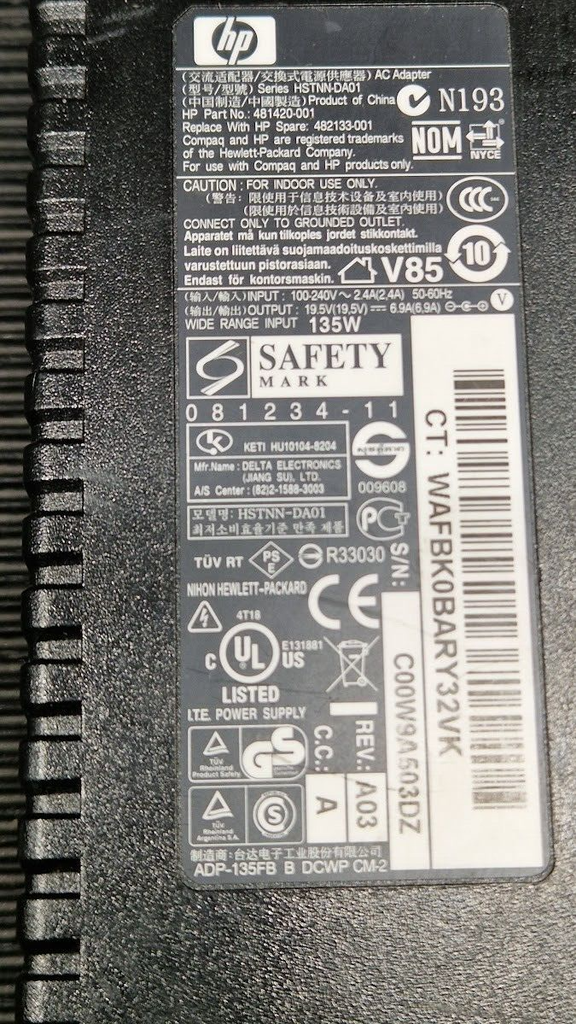 hp
(交流适配器/交換式電源供應器) AC Adapter
(型号/型號) Series HSTNN-DA01
(中国制造/中國製造) Product of China
HP Part No.: 481420-001
Replace With HP Spare: 482133-001
Compaq and HP are registered trademarks
of the Hewlett-Packard Company.
For use with Compaq and HP products only.
N193
NOM
NYCE
CAUTION : FOR INDOOR USE ONLY.
(警告: 限使用于信息技术设备及室内使用)
(限使用於信息技術設備及室內使用)
CONNECT ONLY TO GROUNDED OUTLET.
Apparatet må kun tilkoples jordet stikkontakt.
Laite on liitettävä suojamaadoituskoskettimilla
varustettuun pistorasiaan.
Endast för kontorsmaskin.
V85
CCC
10
(输入/輸入) INPUT : 100-240V ~ 2.4A(2,4A) 50-60Hz
(输出/輸出) OUTPUT : 19.5V(19,5V) ⎓ 6.9A(6,9A)
V
WIDE RANGE INPUT 135W
SAFETY
MARK
081234-11
KETI HU10104-8204
Mfr.Name : DELTA ELECTRONICS
(JIANG SU), LTD.
A/S Center : (82)2-1588-3003
009608
모델명: HSTNN-DA01
최저소비효율기준 만족 제품
TÜV RT
PS
E
R33030
NIHON HEWLETT-PACKARD
CE
4T18
C UL US
E131881
LISTED
I.T.E. POWER SUPPLY
TÜV
Rheinland
Product Safety
GS
TÜV
Rheinland
Argentina S.A.
S
C.C.: A
REV.: A03
S/N: C00W9A503DZ
CT: WAFBK0BARY32VK
制造商: 台达电子工业股份有限公司
ADP-135FB B DCWP CM-2